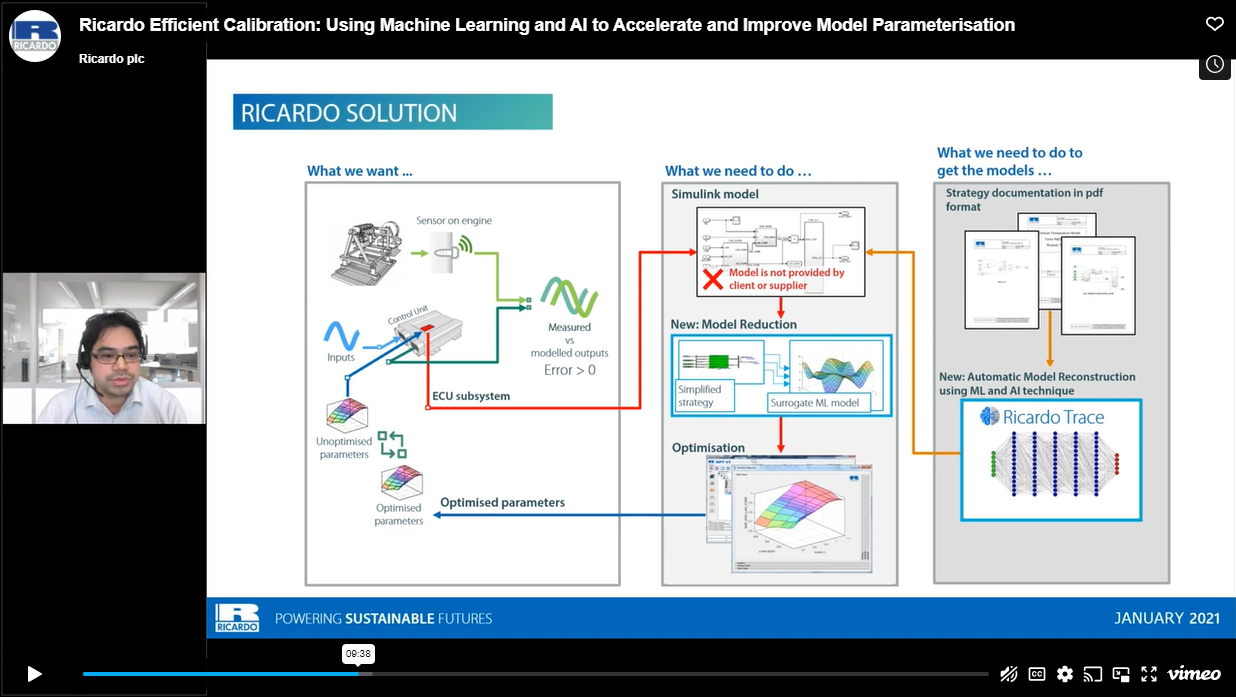 Ricardo Efficient Calibration: Using Machine Learning and AI to Accelerate and Improve Model Parameterisation
Ricardo plc
RICARDO
RICARDO SOLUTION
What we want ...
Sensor on engine
Control Unit
Inputs
Measured
vs
modelled outputs
Error > 0
ECU subsystem
Unoptimised
parameters
Optimised
parameters
Optimised parameters
What we need to do …
Simulink model
Model is not provided by
client or supplier
New: Model Reduction
Simplified
strategy
Surrogate ML model
Optimisation
What we need to do to
get the models …
Strategy documentation in pdf
format
New: Automatic Model Reconstruction
using ML and AI technique
Ricardo Trace
RICARDO
POWERING SUSTAINABLE FUTURES
JANUARY 2021
09:38
CC
vimeo